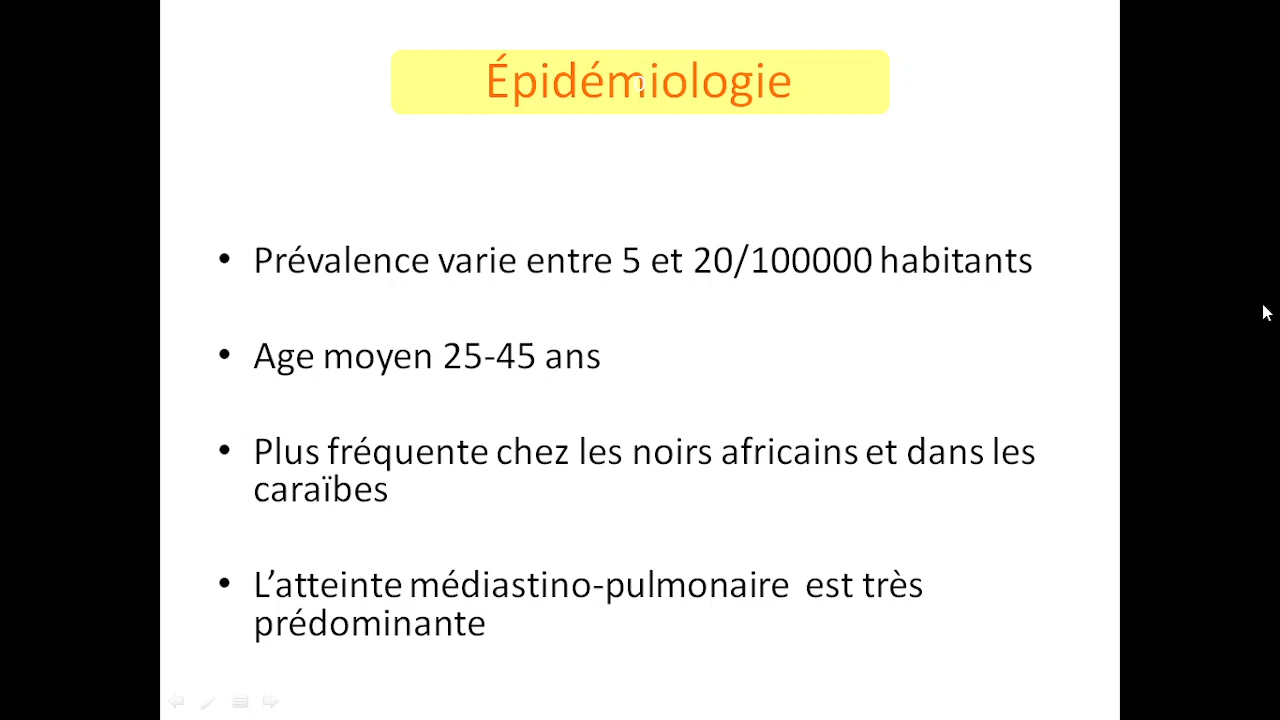 Épidémiologie
• Prévalence varie entre 5 et 20/100000 habitants
• Age moyen 25-45 ans
• Plus fréquente chez les noirs africains et dans les
caraïbes
• L’atteinte médiastino-pulmonaire est très
prédominante